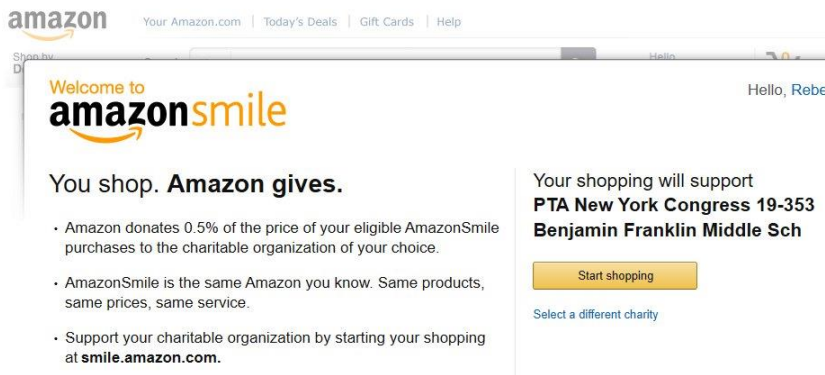 amazon
Your Amazon.com | Today's Deals | Gift Cards | Help
Shop by
Hello
Welcome to
amazonsmile
Hello, Rebe
You shop. Amazon gives.
• Amazon donates 0.5% of the price of your eligible AmazonSmile
purchases to the charitable organization of your choice.
• AmazonSmile is the same Amazon you know. Same products,
same prices, same service.
• Support your charitable organization by starting your shopping
at smile.amazon.com.
Your shopping will support
PTA New York Congress 19-353
Benjamin Franklin Middle Sch
Start shopping
Select a different charity